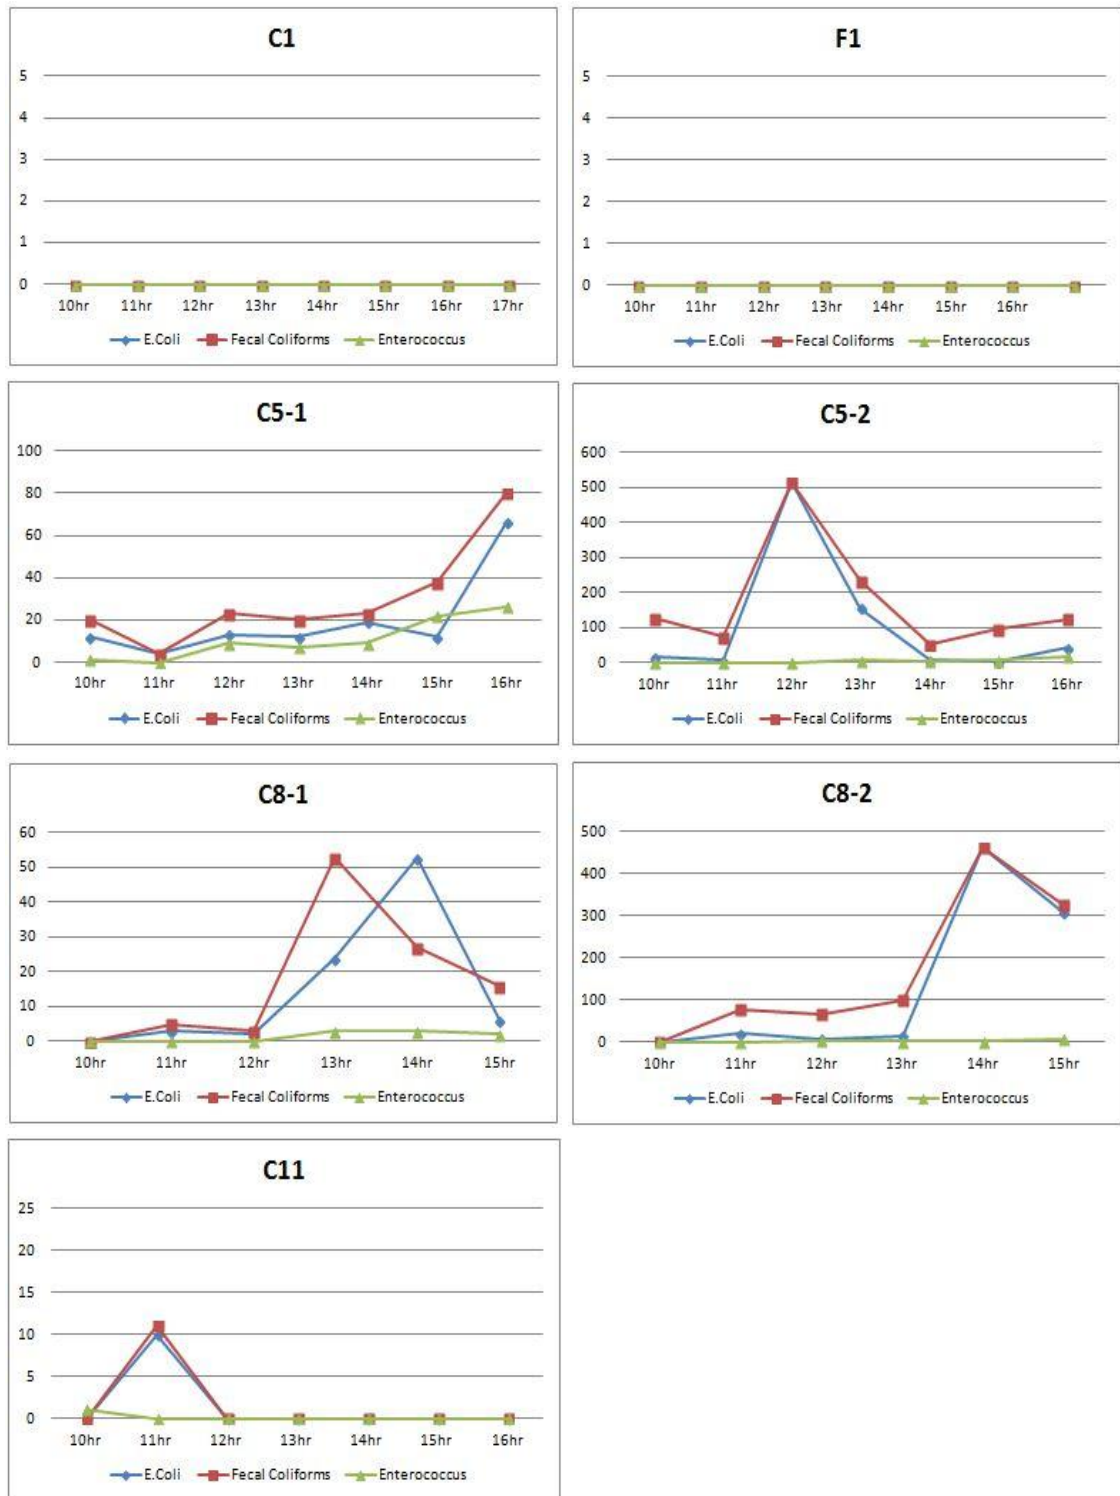 C1
5
4
3
2
1
0
10hr 11hr 12hr 13hr 14hr 15hr 16hr 17hr
E.Coli Fecal Coliforms Enterococcus
F1
5
4
3
2
1
0
10hr 11hr 12hr 13hr 14hr 15hr 16hr
E.Coli Fecal Coliforms Enterococcus
C5-1
100
80
60
40
20
0
10hr 11hr 12hr 13hr 14hr 15hr 16hr
E.Coli Fecal Coliforms Enterococcus
C5-2
600
500
400
300
200
100
0
10hr 11hr 12hr 13hr 14hr 15hr 16hr
E.Coli Fecal Coliforms Enterococcus
C8-1
60
50
40
30
20
10
0
10hr 11hr 12hr 13hr 14hr 15hr
E.Coli Fecal Coliforms Enterococcus
C8-2
500
400
300
200
100
0
10hr 11hr 12hr 13hr 14hr 15hr
E.Coli Fecal Coliforms Enterococcus
C11
25
20
15
10
5
0
10hr 11hr 12hr 13hr 14hr 15hr 16hr
E.Coli Fecal Coliforms Enterococcus